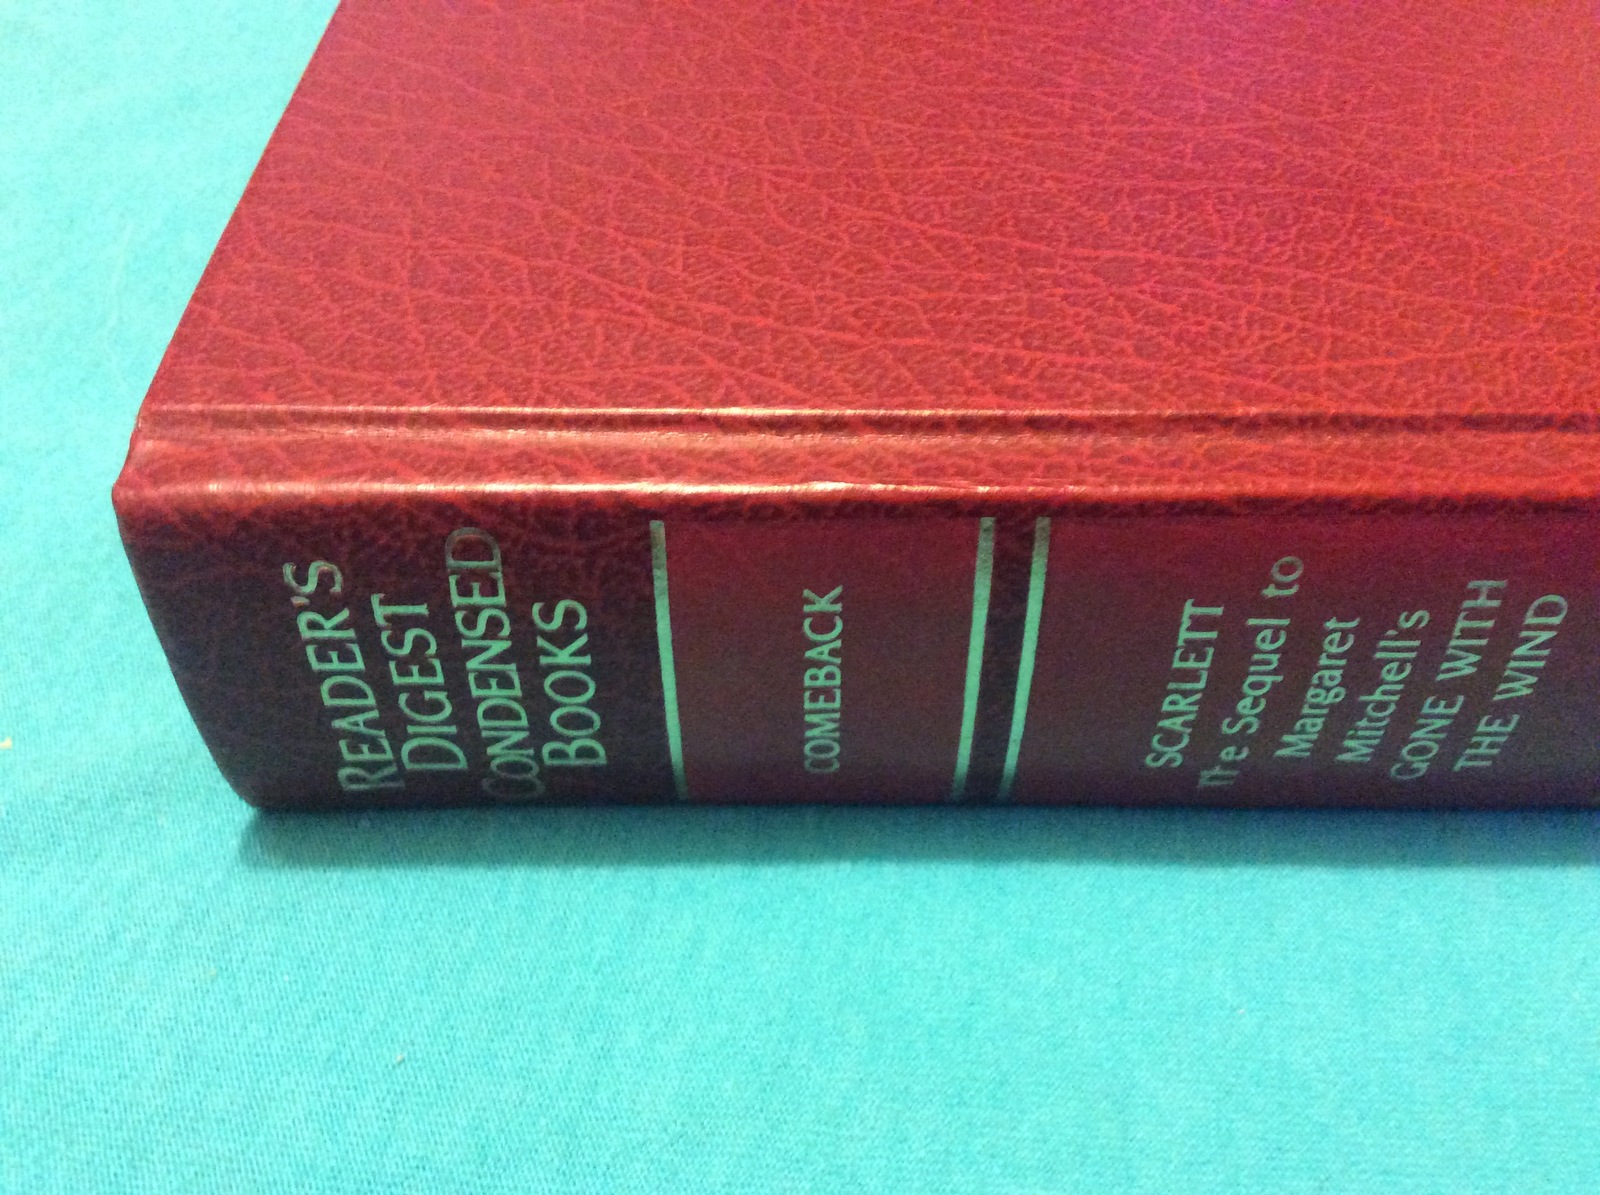 READER'S
DIGEST
CONDENSED
BOOKS
COMEBACK
SCARLETT
The Sequel to
Margaret
Mitchell's
GONE WITH
THE WIND